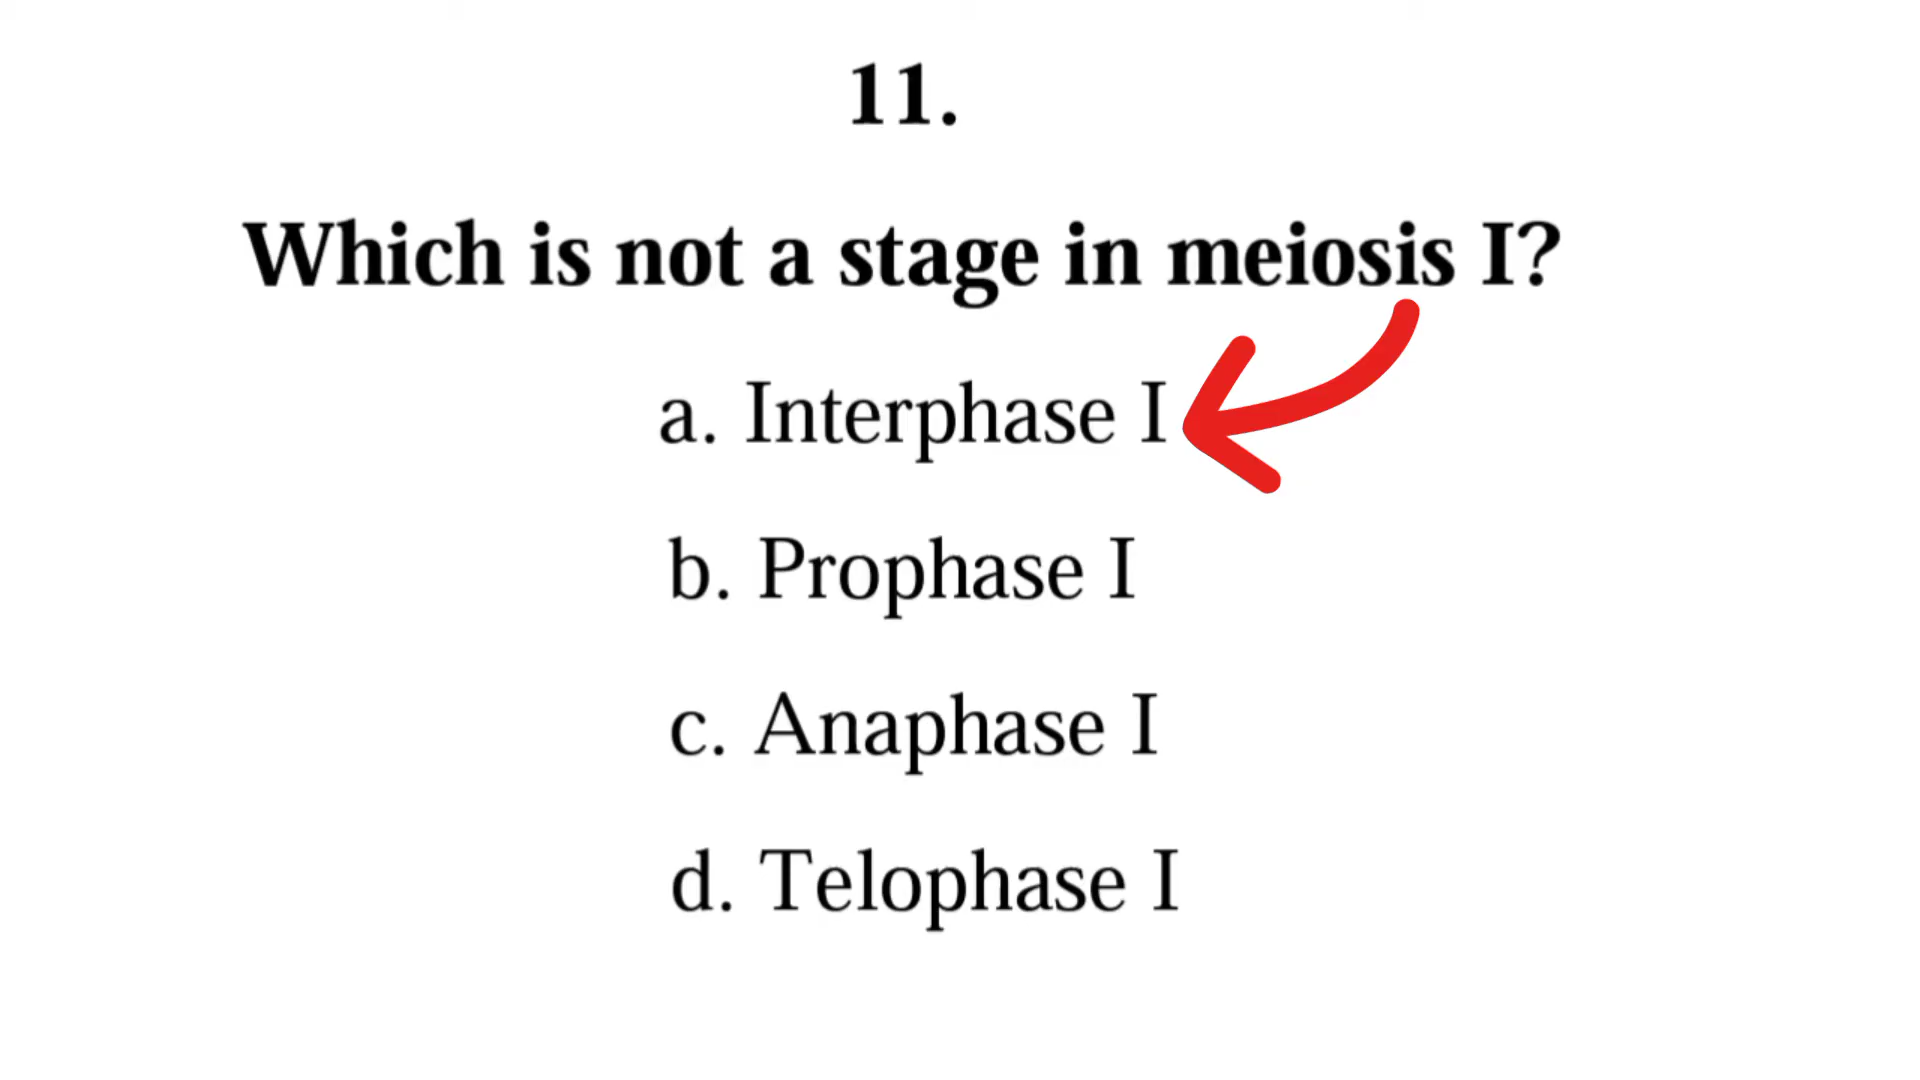 11.
Which is not a stage in meiosis I?
a. Interphase I
b. Prophase I
c. Anaphase I
d. Telophase I